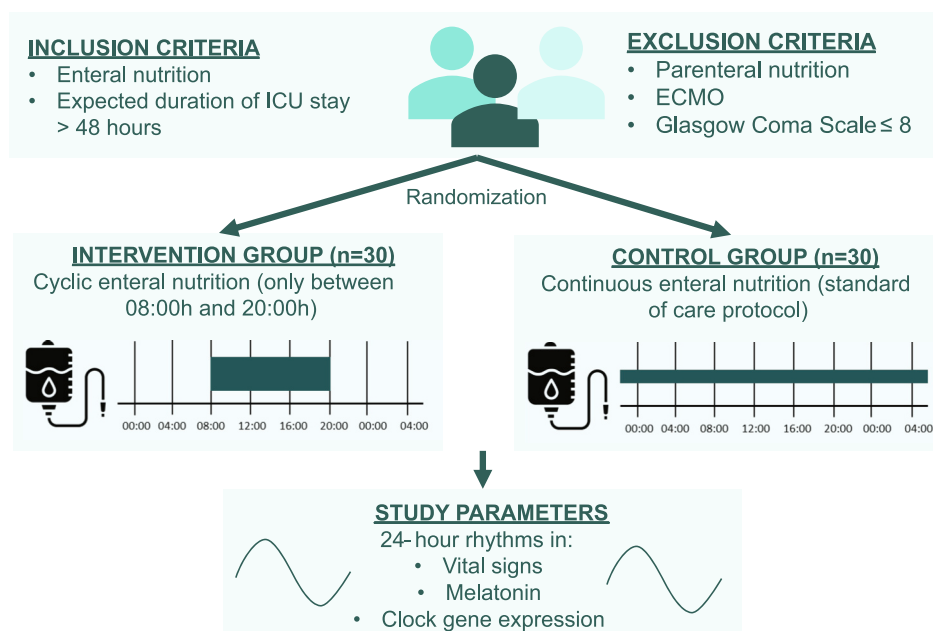 INCLUSION CRITERIA
• Enteral nutrition
• Expected duration of ICU stay
> 48 hours
EXCLUSION CRITERIA
• Parenteral nutrition
• ECMO
• Glasgow Coma Scale ≤ 8
Randomization
INTERVENTION GROUP (n=30)
Cyclic enteral nutrition (only between
08:00h and 20:00h)
00:00 04:00 08:00 12:00 16:00 20:00 00:00 04:00
CONTROL GROUP (n=30)
Continuous enteral nutrition (standard
of care protocol)
00:00 04:00 08:00 12:00 16:00 20:00 00:00 04:00
STUDY PARAMETERS
24-hour rhythms in:
• Vital signs
• Melatonin
• Clock gene expression